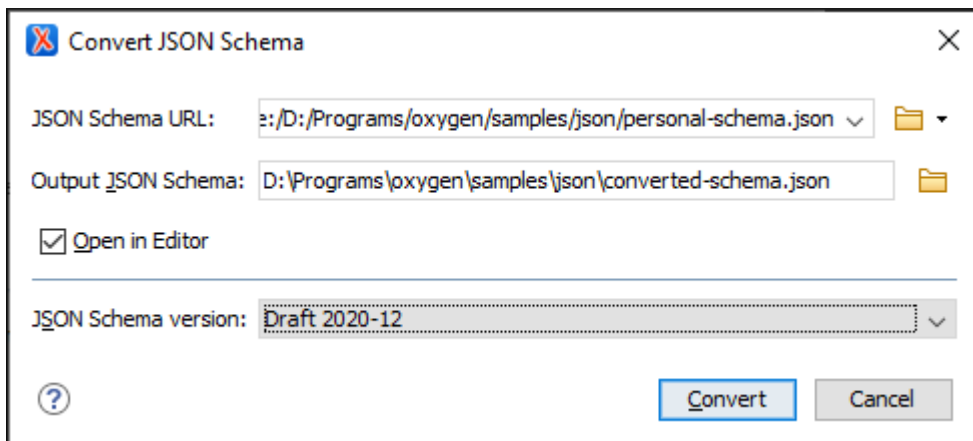 Convert JSON Schema
JSON Schema URL: e:/D:/Programs/oxygen/samples/json/personal-schema.json
Output JSON Schema: D:\Programs\oxygen\samples\json\converted-schema.json
Open in Editor
JSON Schema version: Draft 2020-12
? Convert Cancel